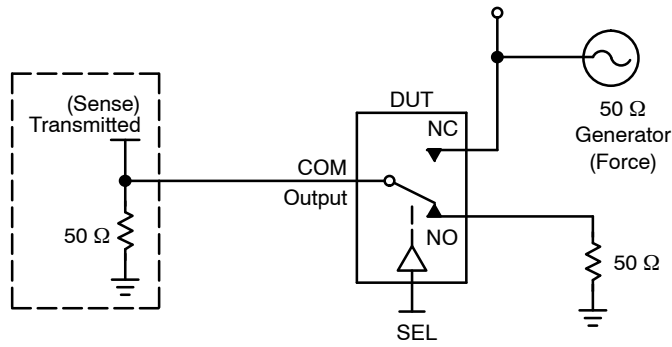 (Sense)
Transmitted
50 Ω
COM
Output
DUT
NC
NO
SEL
50 Ω
Generator
(Force)
50 Ω